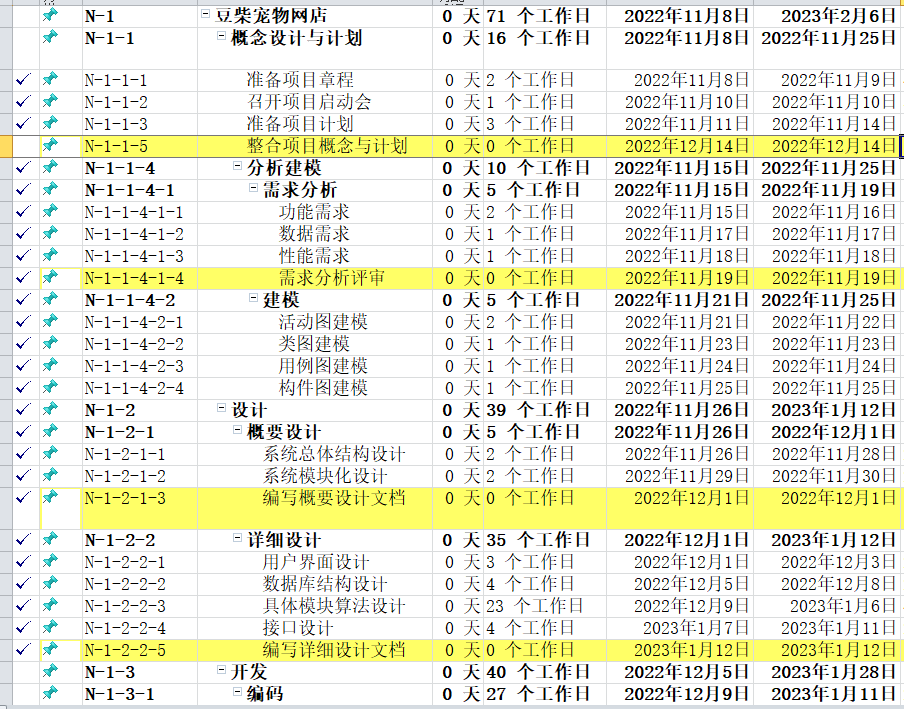 N-1 豆柴宠物网店 0 天 71 个工作日 2022年11月8日 2023年2月6日
N-1-1 概念设计与计划 0 天 16 个工作日 2022年11月8日 2022年11月25日
N-1-1-1 准备项目章程 0 天 2 个工作日 2022年11月8日 2022年11月9日
N-1-1-2 召开项目启动会 0 天 1 个工作日 2022年11月10日 2022年11月10日
N-1-1-3 准备项目计划 0 天 3 个工作日 2022年11月11日 2022年11月14日
N-1-1-5 整合项目概念与计划 0 天 0 个工作日 2022年12月14日 2022年12月14日
N-1-1-4 分析建模 0 天 10 个工作日 2022年11月15日 2022年11月25日
N-1-1-4-1 需求分析 0 天 5 个工作日 2022年11月15日 2022年11月19日
N-1-1-4-1-1 功能需求 0 天 2 个工作日 2022年11月15日 2022年11月16日
N-1-1-4-1-2 数据需求 0 天 1 个工作日 2022年11月17日 2022年11月17日
N-1-1-4-1-3 性能需求 0 天 1 个工作日 2022年11月18日 2022年11月18日
N-1-1-4-1-4 需求分析评审 0 天 0 个工作日 2022年11月19日 2022年11月19日
N-1-1-4-2 建模 0 天 5 个工作日 2022年11月21日 2022年11月25日
N-1-1-4-2-1 活动图建模 0 天 2 个工作日 2022年11月21日 2022年11月22日
N-1-1-4-2-2 类图建模 0 天 1 个工作日 2022年11月23日 2022年11月23日
N-1-1-4-2-3 用例图建模 0 天 1 个工作日 2022年11月24日 2022年11月24日
N-1-1-4-2-4 构件图建模 0 天 1 个工作日 2022年11月25日 2022年11月25日
N-1-2 设计 0 天 39 个工作日 2022年11月26日 2023年1月12日
N-1-2-1 概要设计 0 天 5 个工作日 2022年11月26日 2022年12月1日
N-1-2-1-1 系统总体结构设计 0 天 2 个工作日 2022年11月26日 2022年11月28日
N-1-2-1-2 系统模块化设计 0 天 2 个工作日 2022年11月29日 2022年11月30日
N-1-2-1-3 编写概要设计文档 0 天 0 个工作日 2022年12月1日 2022年12月1日
N-1-2-2 详细设计 0 天 35 个工作日 2022年12月1日 2023年1月12日
N-1-2-2-1 用户界面设计 0 天 3 个工作日 2022年12月1日 2022年12月3日
N-1-2-2-2 数据库结构设计 0 天 4 个工作日 2022年12月5日 2022年12月8日
N-1-2-2-3 具体模块算法设计 0 天 23 个工作日 2022年12月9日 2023年1月6日
N-1-2-2-4 接口设计 0 天 4 个工作日 2023年1月7日 2023年1月11日
N-1-2-2-5 编写详细设计文档 0 天 0 个工作日 2023年1月12日 2023年1月12日
N-1-3 开发 0 天 40 个工作日 2022年12月5日 2023年1月28日
N-1-3-1 编码 0 天 27 个工作日 2022年12月9日 2023年1月11日